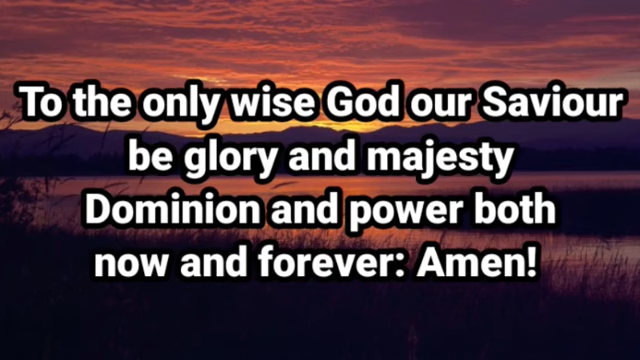 To the only wise God our Saviour
be glory and majesty
Dominion and power both
now and forever: Amen!